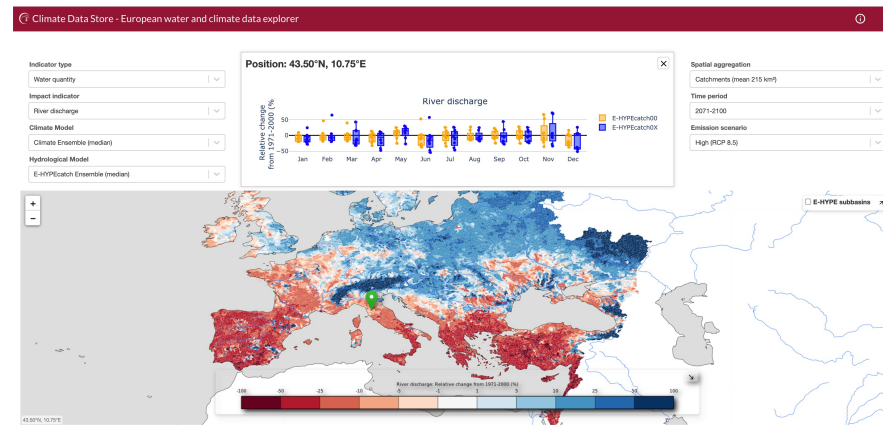 Climate Data Store - European water and climate data explorer
Indicator type
Water quantity
Impact indicator
River discharge
Climate Model
Climate Ensemble (median)
Hydrological Model
E-HYPEcatch Ensemble (median)
Position: 43.50°N, 10.75°E
River discharge
Relative change
from 1971-2000 (%
50
0
−50
Jan Feb Mar Apr May Jun Jul Aug Sep Oct Nov Dec
E-HYPEcatch00
E-HYPEcatch0X
Spatial aggregation
Catchments (mean 215 km²)
Time period
2071-2100
Emission scenario
High (RCP 8.5)
+
−
E-HYPE subbasins
River discharge: Relative change from 1971-2000 (%)
-100 -50 -25 -10 -5 -1 1 5 10 25 50 100
43.50°N, 10.75°E